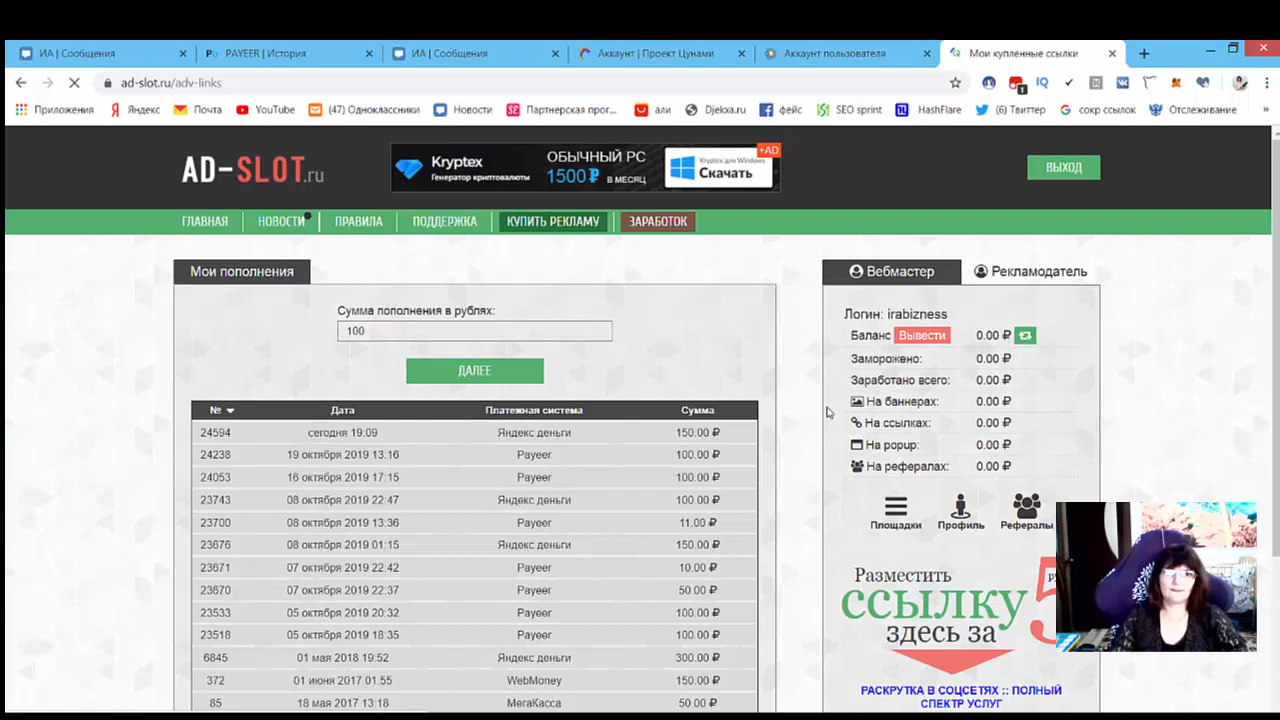 ИА | Сообщения
PAYEER | История
ИА | Сообщения
Аккаунт | Проект Цунами
Аккаунт пользователя
Мои купленные ссылки
ad-slot.ru/adv-links
Приложения
Яндекс
Почта
YouTube
(47) Одноклассники
Новости
Партнерская прог...
али
Djelxa.ru
фейс
SEO sprint
HashFlare
(6) Твиттер
сокр ссылок
Отслеживание
AD-SLOT.ru
Kryptex
Генератор криптовалюты
ОБЫЧНЫЙ РС
1500₽ В МЕСЯЦ
Kryptex для Windows
Скачать
+AD
ВЫХОД
ГЛАВНАЯ
НОВОСТИ
ПРАВИЛА
ПОДДЕРЖКА
КУПИТЬ РЕКЛАМУ
ЗАРАБОТОК
Мои пополнения
Сумма пополнения в рублях:
100
ДАЛЕЕ
№ Дата Платежная система Сумма
24594 сегодня 19:09 Яндекс деньги 150.00 ₽
24238 19 октября 2019 13:16 Payeer 100.00 ₽
24053 16 октября 2019 17:15 Payeer 100.00 ₽
23743 08 октября 2019 22:47 Яндекс деньги 100.00 ₽
23700 08 октября 2019 13:36 Payeer 11.00 ₽
23676 08 октября 2019 01:15 Яндекс деньги 150.00 ₽
23671 07 октября 2019 22:42 Payeer 10.00 ₽
23670 07 октября 2019 22:37 Payeer 50.00 ₽
23533 05 октября 2019 20:32 Payeer 100.00 ₽
23518 05 октября 2019 18:35 Payeer 100.00 ₽
6845 01 мая 2018 19:52 Яндекс деньги 300.00 ₽
372 01 июня 2017 01:55 WebMoney 150.00 ₽
85 18 мая 2017 13:18 МегаКасса 50.00 ₽
Вебмастер
Рекламодатель
Логин: irabizness
Баланс Вывести 0.00 ₽
Заморожено: 0.00 ₽
Заработано всего: 0.00 ₽
На баннерах: 0.00 ₽
На ссылках: 0.00 ₽
На popup: 0.00 ₽
На рефералах: 0.00 ₽
Площадки
Профиль
Рефералы
Разместить
ссылку
здесь за
5
РАСКРУТКА В СОЦСЕТЯХ :: ПОЛНЫЙ
СПЕКТР УСЛУГ